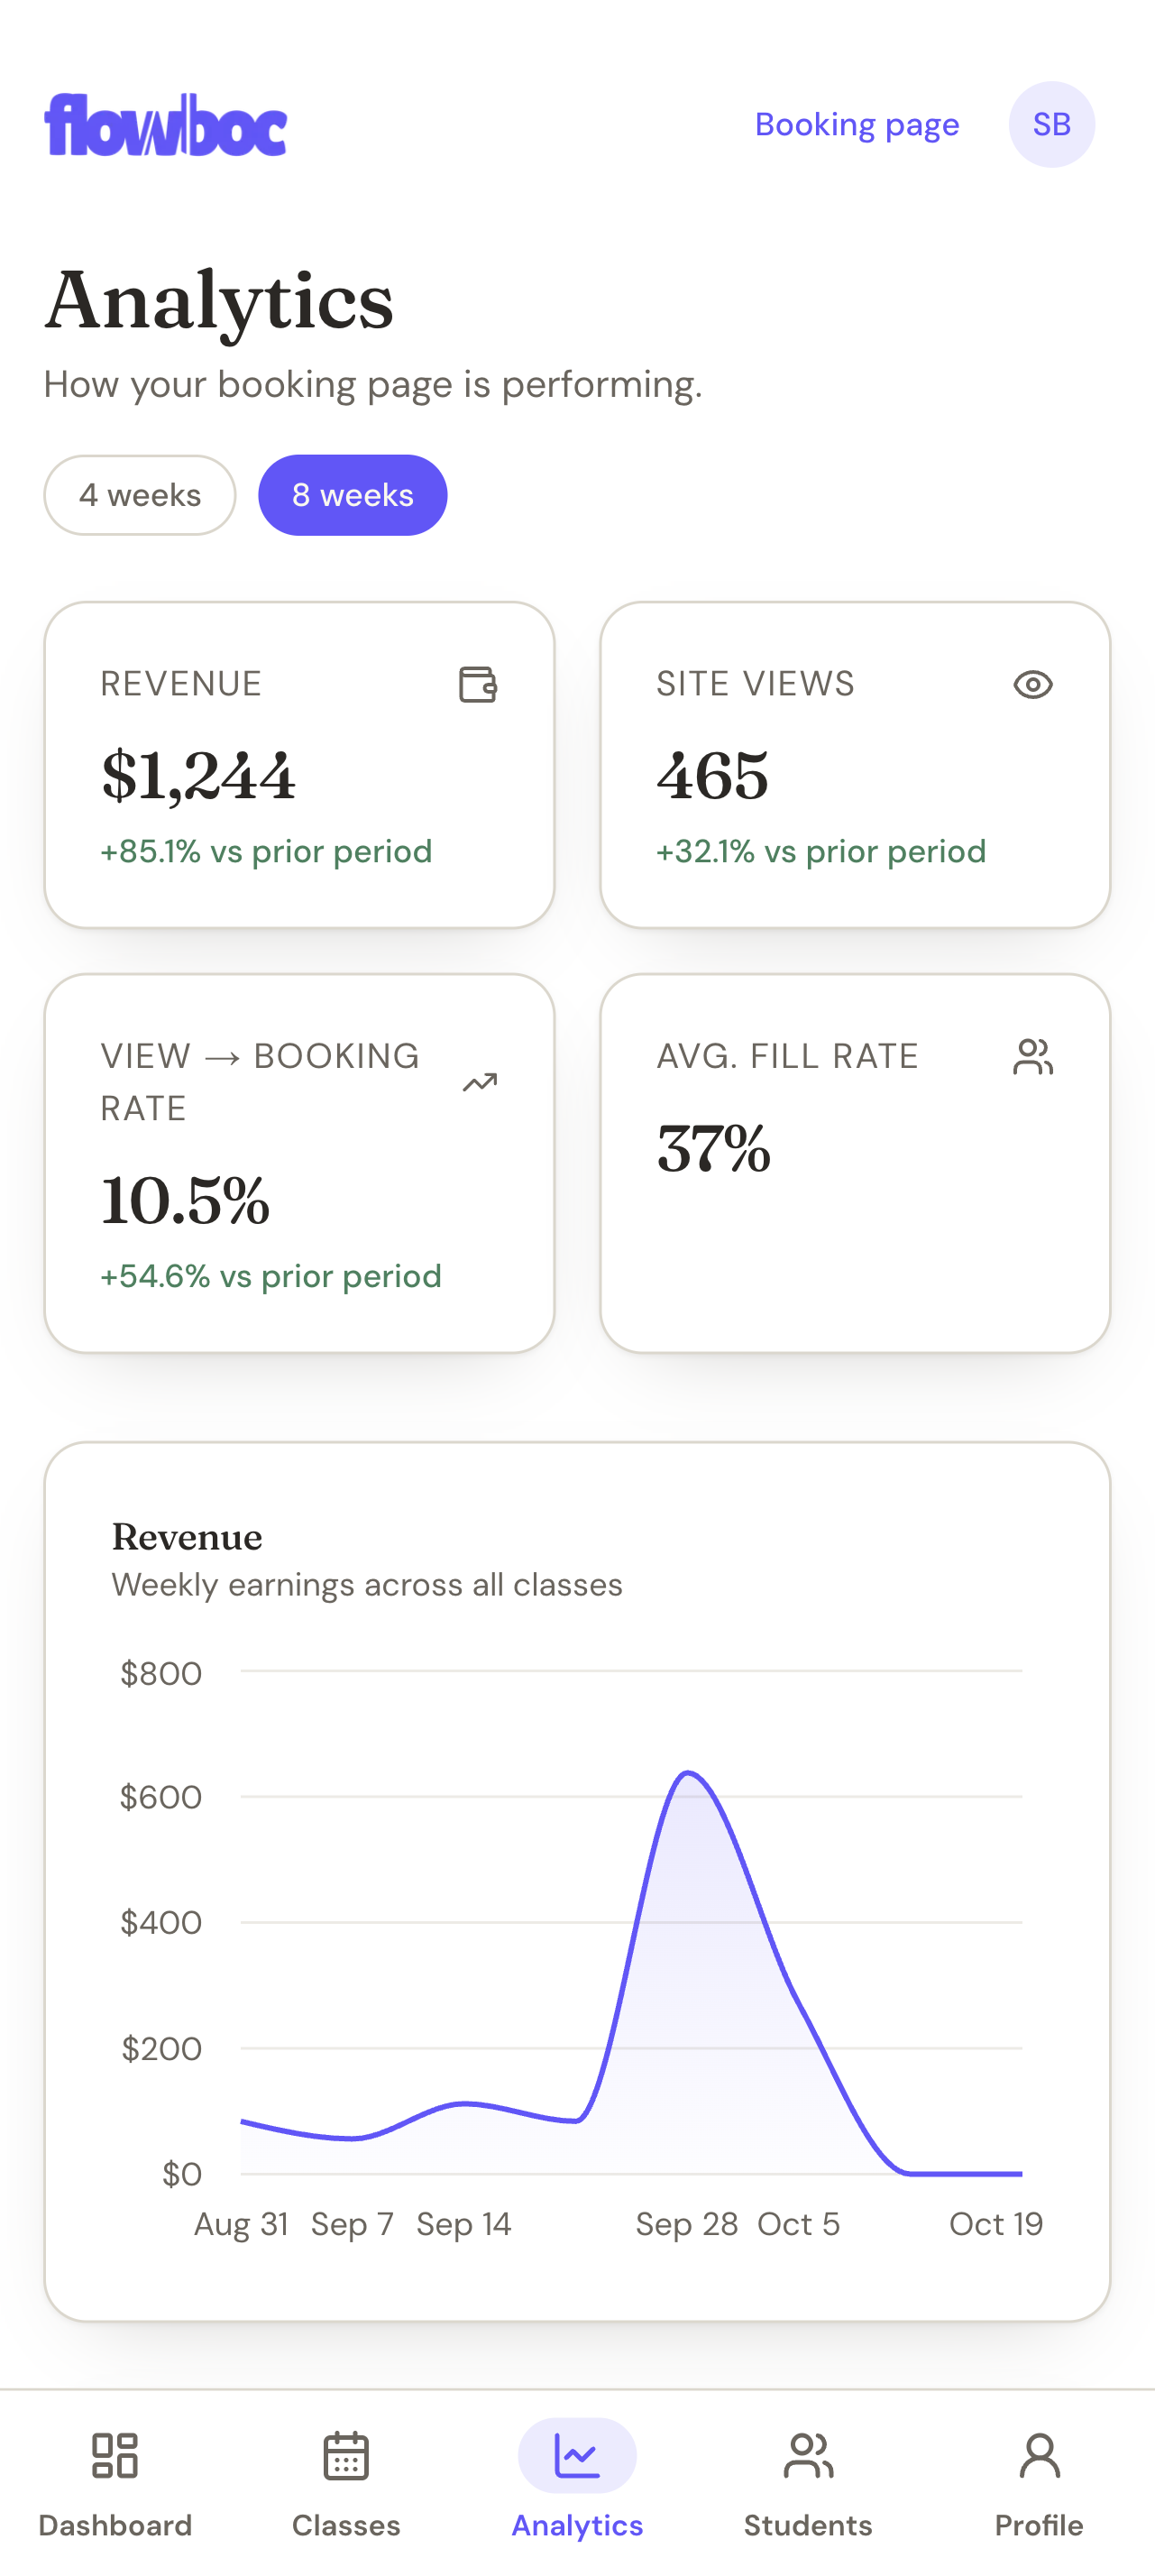 flowboc
Booking page
SB
Analytics
How your booking page is performing.
4 weeks
8 weeks
REVENUE
$1,244
+85.1% vs prior period
SITE VIEWS
465
+32.1% vs prior period
VIEW → BOOKING
RATE
10.5%
+54.6% vs prior period
AVG. FILL RATE
37%
Revenue
Weekly earnings across all classes
$800
$600
$400
$200
$0
Aug 31 Sep 7 Sep 14 Sep 28 Oct 5 Oct 19
Dashboard
Classes
Analytics
Students
Profile